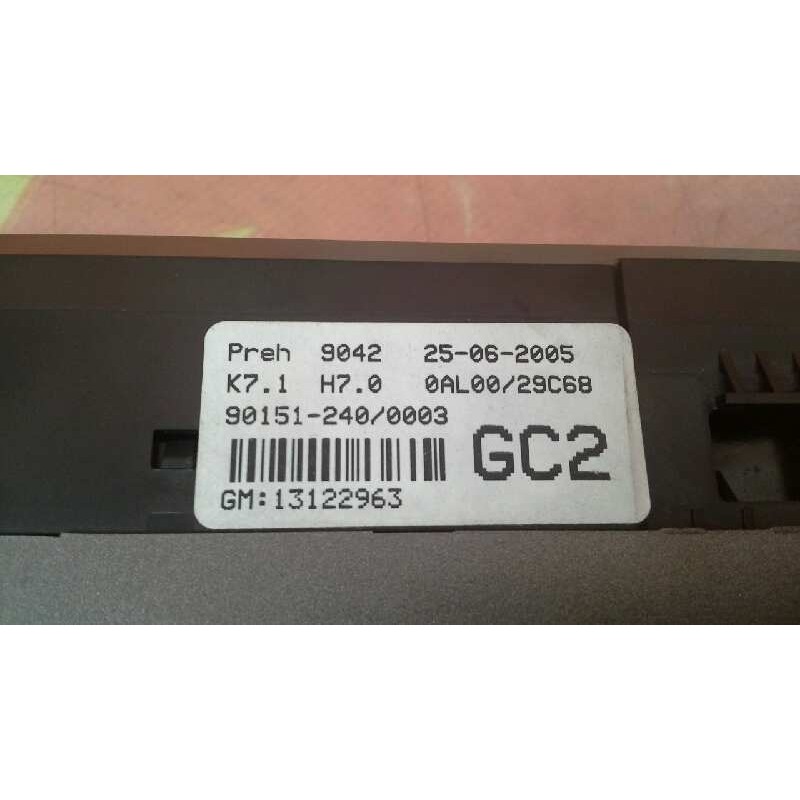 Preh 9042 25-06-2005
K7.1 H7.0 0AL00/29C68
90151-240/0003
GC2
GM:13122963